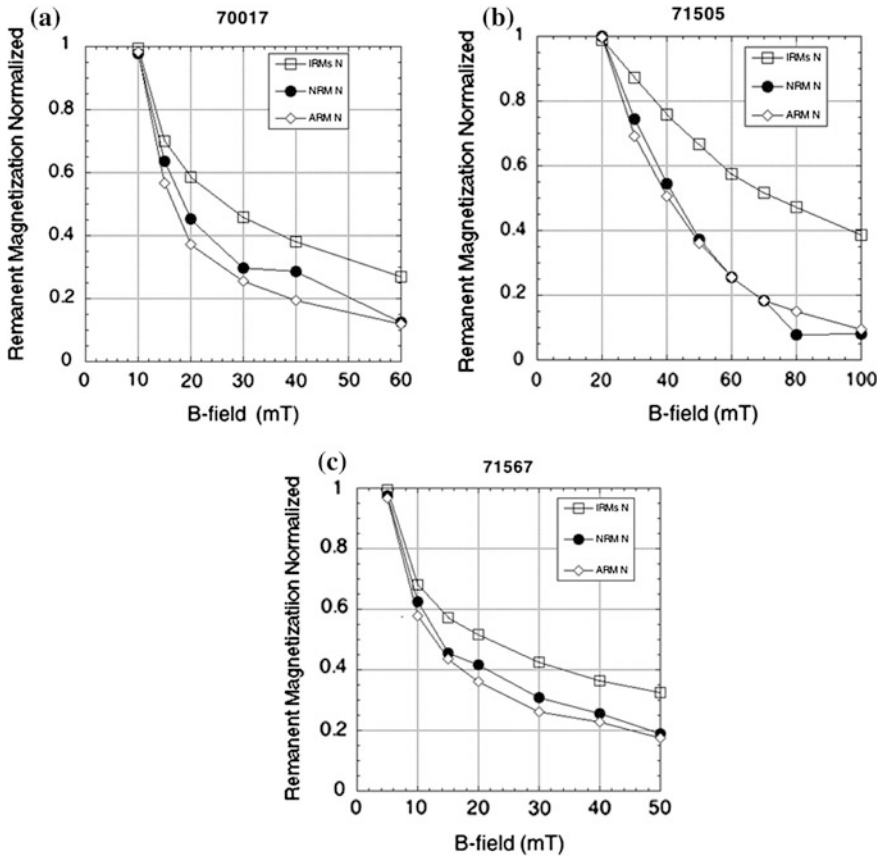 (a)
70017
Remanent Magnetization Normalized
1
0.8
0.6
0.4
0.2
0
IRMs N
NRM N
ARM N
0 10 20 30 40 50 60
B-field (mT)
(b)
71505
Remanent Magnetization Normalized
1
0.8
0.6
0.4
0.2
0
IRMs N
NRM N
ARM N
0 20 40 60 80 100
B-field (mT)
(c)
71567
Remanent Magnetizatiion Normalized
1
0.8
0.6
0.4
0.2
0
IRMs N
NRM N
ARM N
0 10 20 30 40 50
B-field (mT)